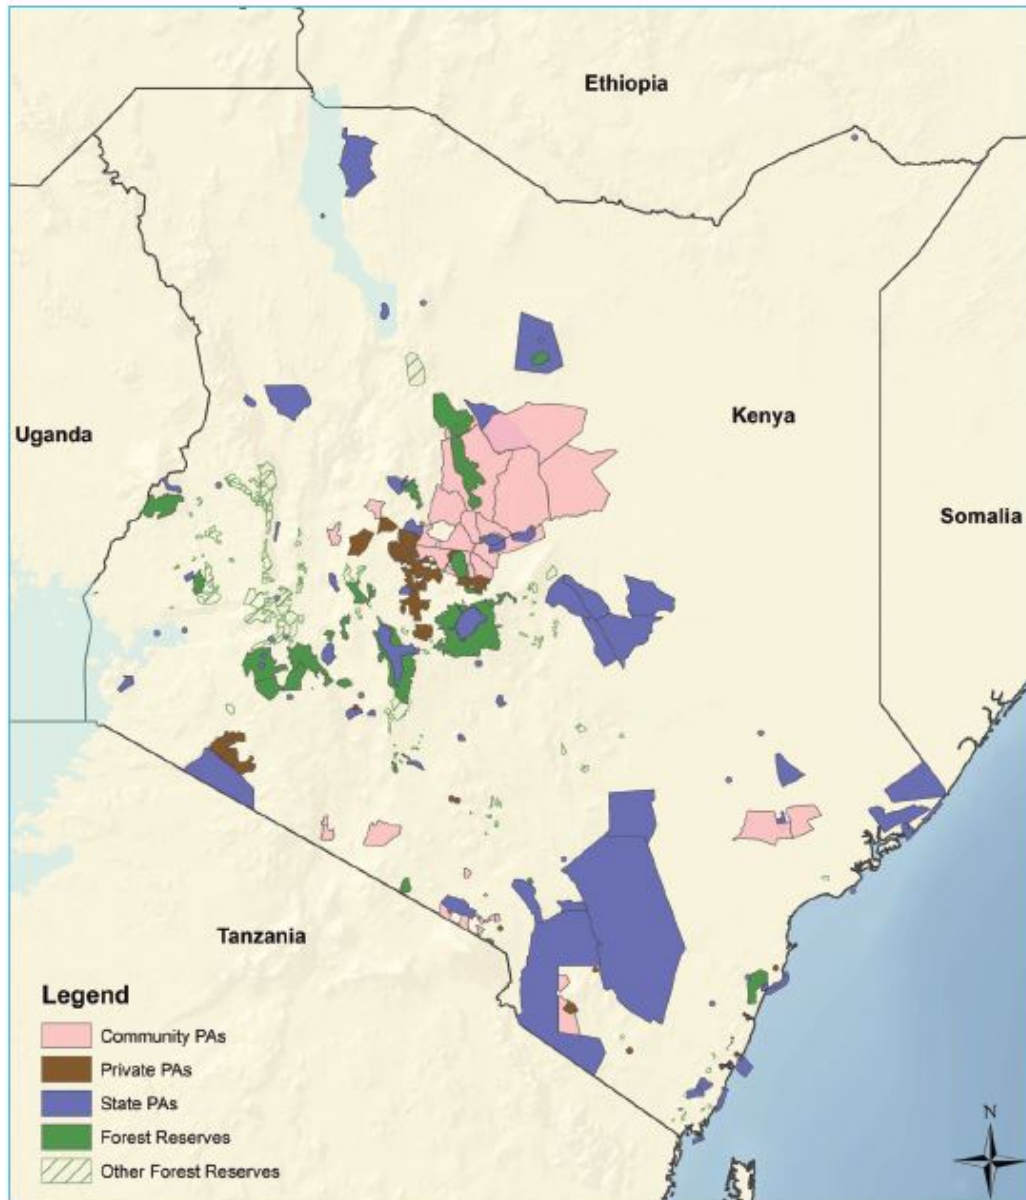 Ethiopia
Kenya
Uganda
Somalia
Tanzania
Legend
Community PAs
Private PAs
State PAs
Forest Reserves
Other Forest Reserves
N